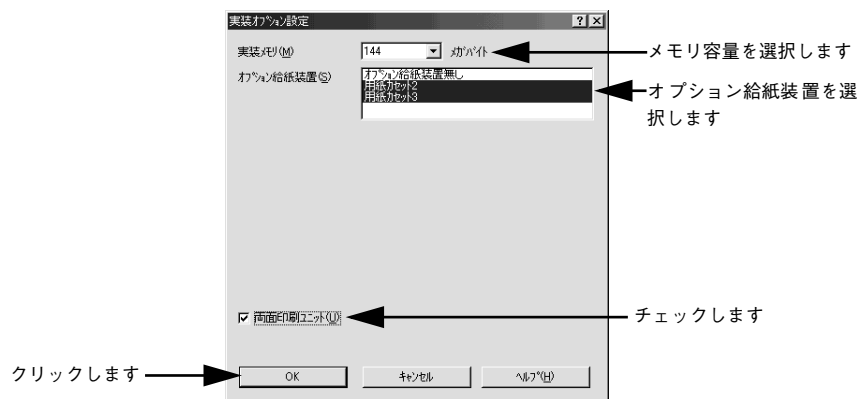 実装オプション設定
実装メモリ(M) 144 メガバイト メモリ容量を選択します
オプション給紙装置(S) オプション給紙装置無し
用紙カセット2
用紙カセット3
オプション給紙装置を選
択します
両面印刷ユニット(U) チェックします
クリックします OK キャンセル ヘルプ(H)